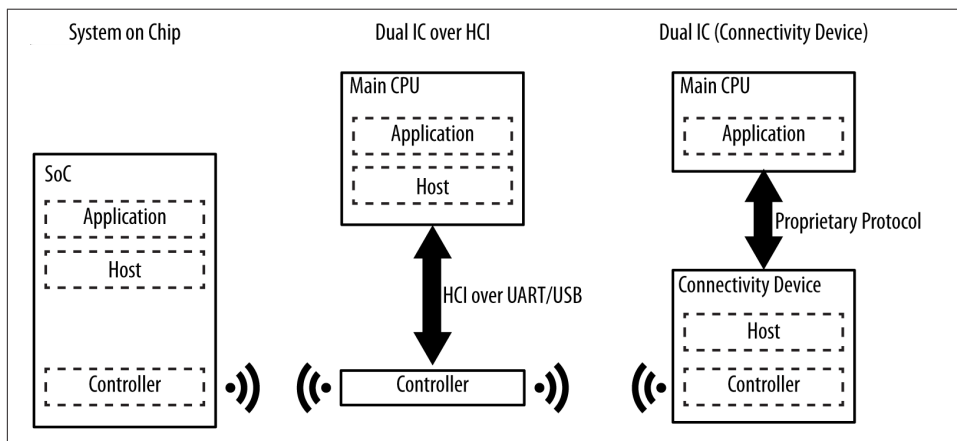 System on Chip
SoC
Application
Host
Controller
Dual IC over HCI
Main CPU
Application
Host
HCI over UART/USB
Controller
Dual IC (Connectivity Device)
Main CPU
Application
Proprietary Protocol
Connectivity Device
Host
Controller